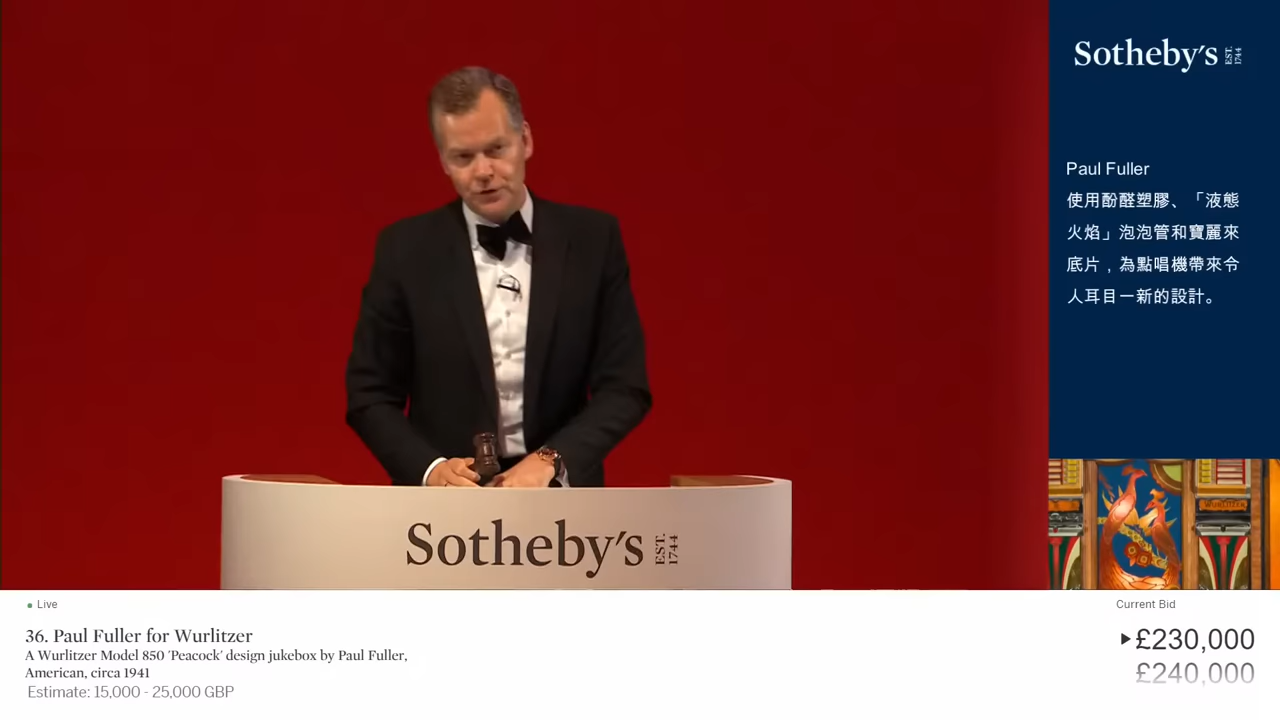 Sotheby's EST. 1744
Paul Fuller
使用酚醛塑膠、「液態
火焰」泡泡管和寶麗來
底片，為點唱機帶來令
人耳目一新的設計。
WURLITZER
Sotheby's EST. 1744
Live
Current Bid
36. Paul Fuller for Wurlitzer
A Wurlitzer Model 850 'Peacock' design jukebox by Paul Fuller,
American, circa 1941
Estimate: 15,000 - 25,000 GBP
£230,000
£240,000